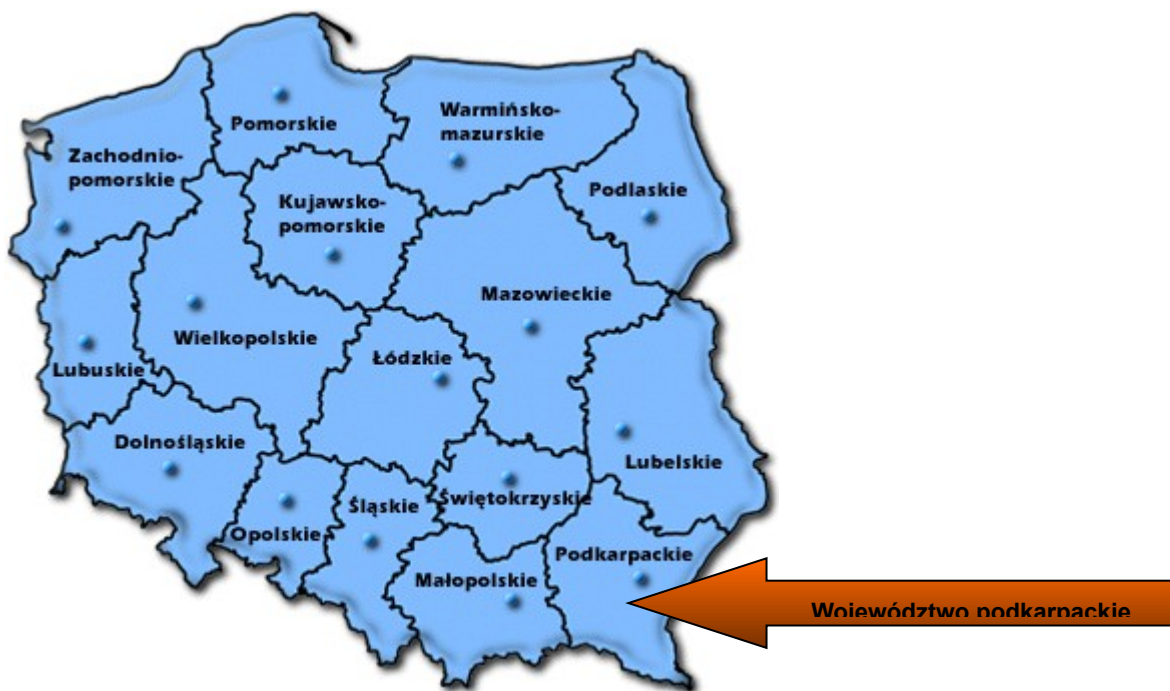 Pomorskie
Warmińsko-
mazurskie
Zachodnio-
pomorskie
Kujawsko-
pomorskie
Podlaskie
Mazowieckie
Wielkopolskie
Łódzkie
Lubuskie
Dolnośląskie
Lubelskie
Opolskie
Śląskie
Świętokrzyskie
Podkarpackie
Małopolskie
Województwo podkarpackie